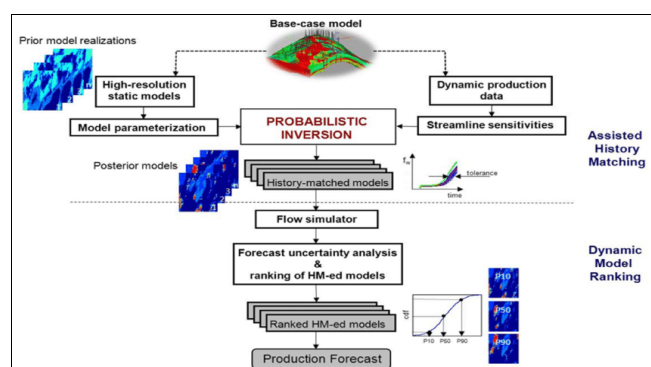 Base-case model
Prior model realizations
High-resolution
static models
Dynamic production
data
Model parameterization
PROBABILISTIC
INVERSION
Streamline sensitivities
Assisted
History
Matching
Posterior models
History-matched models
fw
tolerance
time
Flow simulator
Forecast uncertainty analysis
&
ranking of HM-ed models
Dynamic
Model
Ranking
Ranked HM-ed models
cdf
P10 P50 P90
P10
P50
P90
Production Forecast